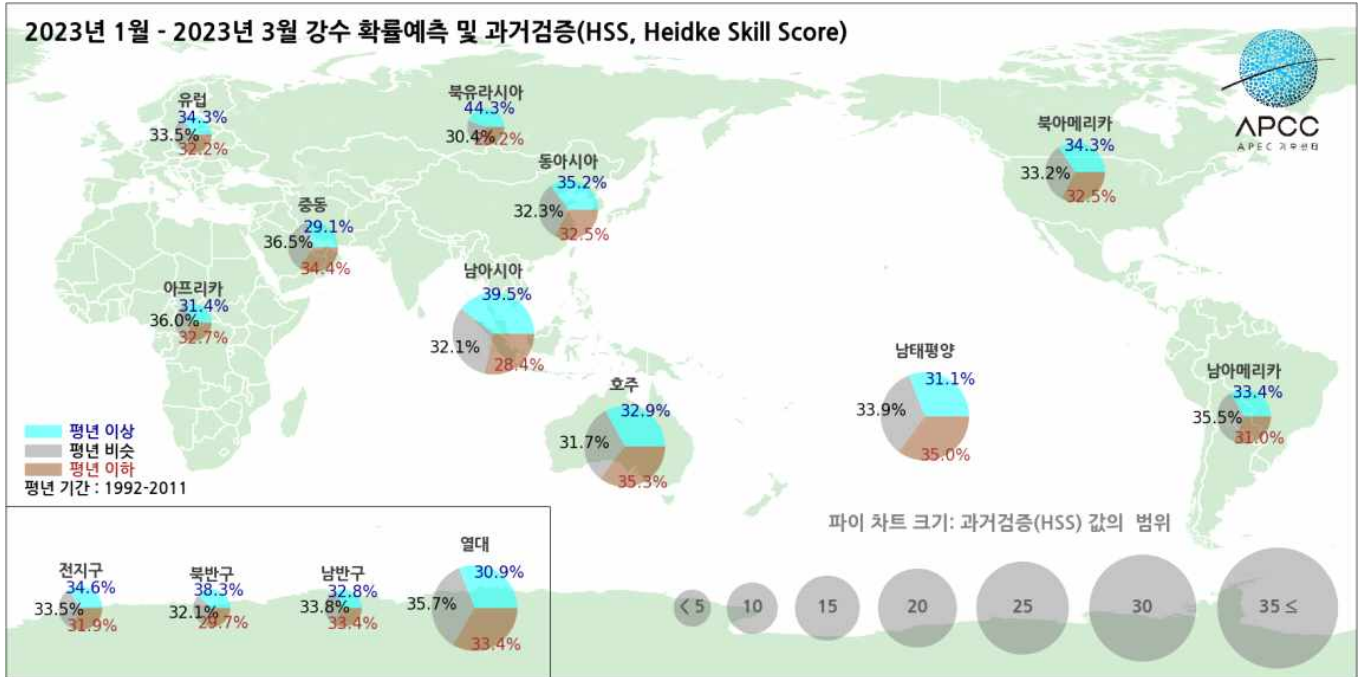 2023년 1월 - 2023년 3월 강수 확률예측 및 과거검증(HSS, Heidke Skill Score)
APCC
APEC 기후센터
유럽
34.3%
33.5%
32.2%
북유라시아
44.3%
30.4%
동아시아
35.2%
32.3%
32.5%
북아메리카
34.3%
33.2%
32.5%
중동
29.1%
36.5%
34.4%
남아시아
39.5%
32.1%
28.4%
아프리카
31.4%
36.0%
32.7%
호주
32.9%
31.7%
35.3%
남태평양
31.1%
33.9%
35.0%
남아메리카
33.4%
35.5%
31.0%
평년 이상
평년 비슷
평년 이하
평년 기간 : 1992-2011
전지구
34.6%
33.5%
31.9%
북반구
38.3%
32.1%
29.7%
남반구
32.8%
33.8%
33.4%
열대
30.9%
35.7%
33.4%
파이 차트 크기: 과거검증(HSS) 값의 범위
< 5
10
15
20
25
30
35 ≤